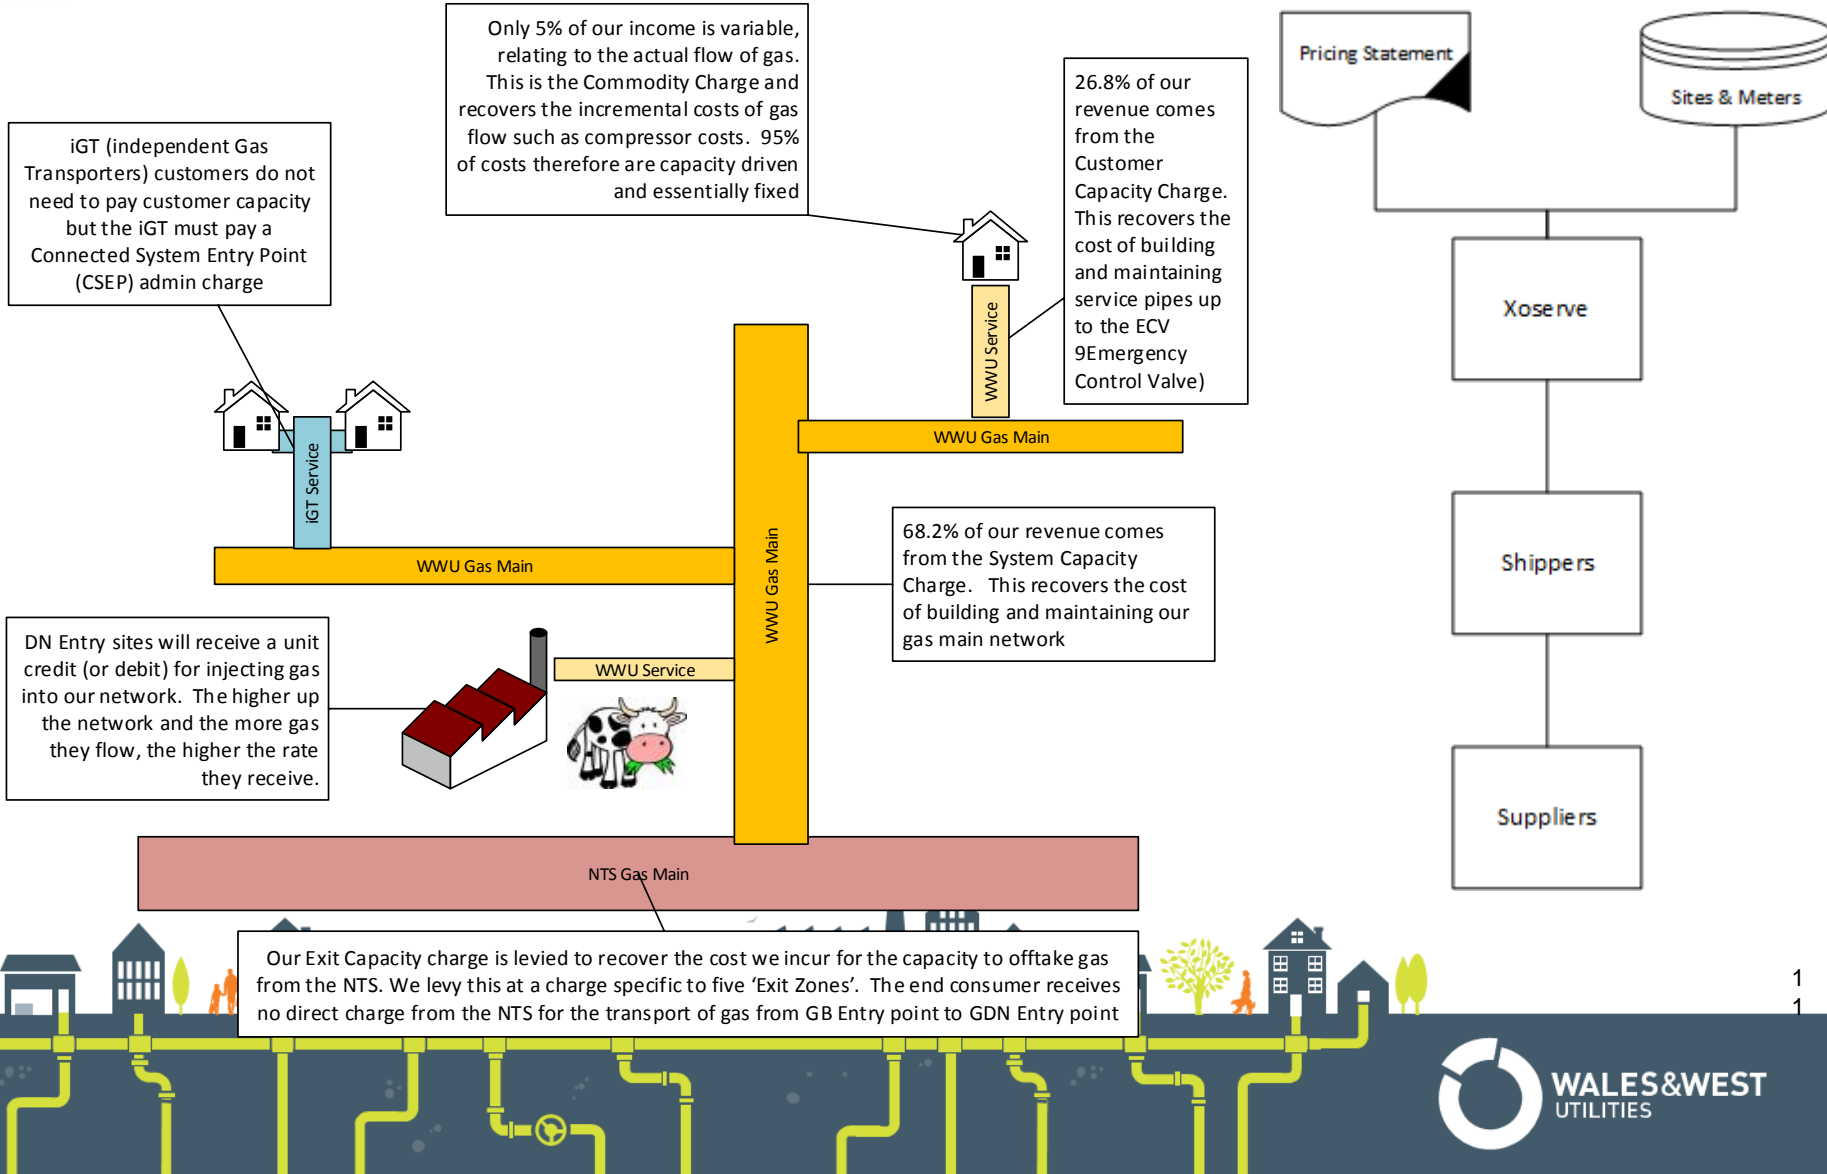 Only 5% of our income is variable,
relating to the actual flow of gas.
This is the Commodity Charge and
recovers the incremental costs of gas
flow such as compressor costs.  95%
of costs therefore are capacity driven
and essentially fixed
26.8% of our
revenue comes
from the
Customer
Capacity Charge.
This recovers the
cost of building
and maintaining
service pipes up
to the ECV
9Emergency
Control Valve)
Pricing Statement
Sites & Meters
iGT (independent Gas
Transporters) customers do not
need to pay customer capacity
but the iGT must pay a
Connected System Entry Point
(CSEP) admin charge
WWU Service
WWU Gas Main
iGT Service
WWU Gas Main
WWU Gas Main
68.2% of our revenue comes
from the System Capacity
Charge.   This recovers the cost
of building and maintaining our
gas main network
DN Entry sites will receive a unit
credit (or debit) for injecting gas
into our network.  The higher up
the network and the more gas
they flow, the higher the rate
they receive.
WWU Service
NTS Gas Main
Our Exit Capacity charge is levied to recover the cost we incur for the capacity to offtake gas
from the NTS. We levy this at a charge specific to five ‘Exit Zones’.  The end consumer receives
no direct charge from the NTS for the transport of gas from GB Entry point to GDN Entry point
Xoserve
Shippers
Suppliers
1
1
WALES&WEST
UTILITIES